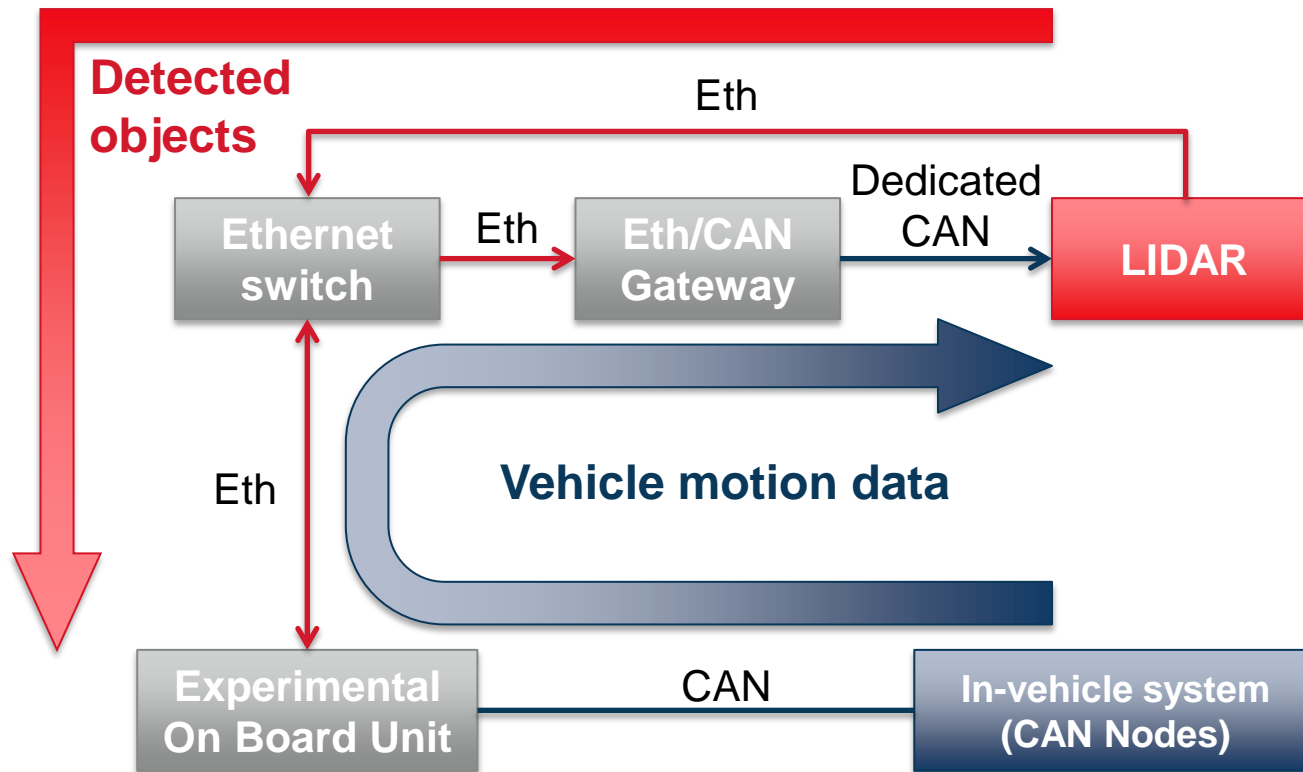 Detected
objects
Eth
Dedicated
CAN
Ethernet
switch
Eth
Eth/CAN
Gateway
LIDAR
Eth
Vehicle motion data
Experimental
On Board Unit
CAN
In-vehicle system
(CAN Nodes)